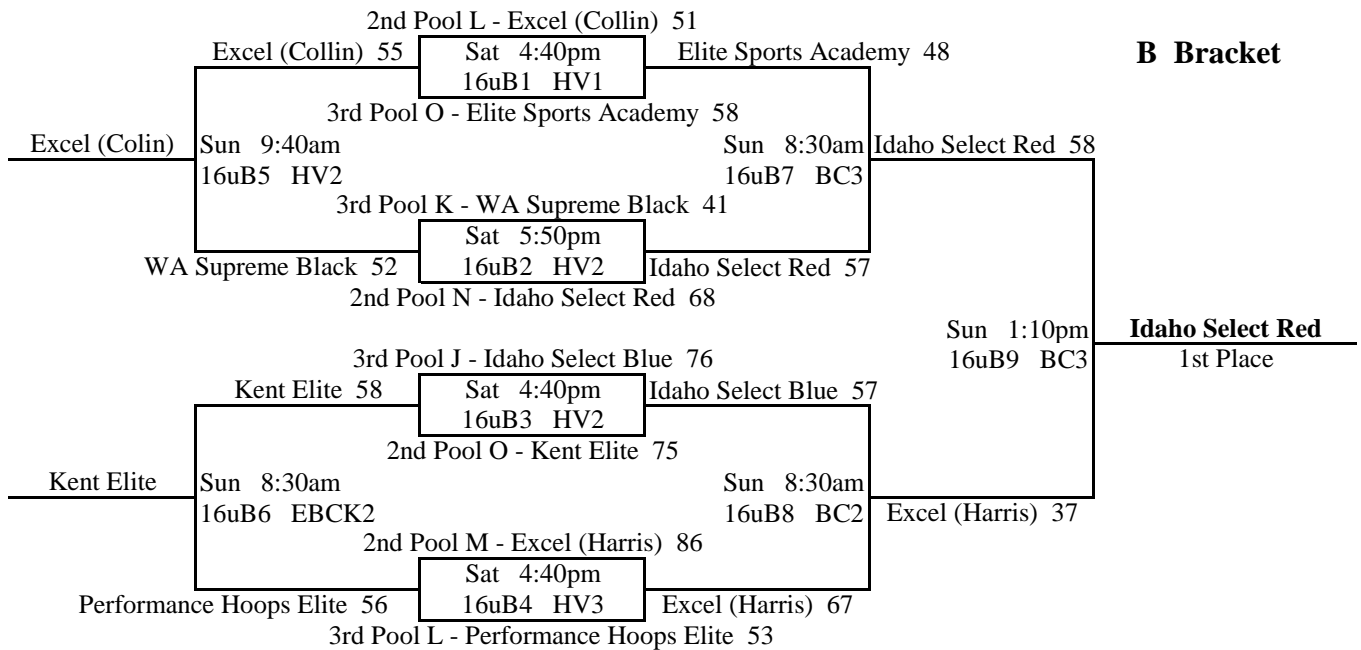 2nd Pool L - Excel (Collin) 51
Excel (Collin) 55 Sat 4:40pm Elite Sports Academy 48 B Bracket
16uB1 HV1
3rd Pool O - Elite Sports Academy 58
Excel (Colin) Sun 9:40am Sun 8:30am Idaho Select Red 58
16uB5 HV2 16uB7 BC3
3rd Pool K - WA Supreme Black 41
Sat 5:50pm
WA Supreme Black 52 16uB2 HV2 Idaho Select Red 57
2nd Pool N - Idaho Select Red 68
Sun 1:10pm Idaho Select Red
16uB9 BC3 1st Place
3rd Pool J - Idaho Select Blue 76
Kent Elite 58 Sat 4:40pm Idaho Select Blue 57
16uB3 HV2
2nd Pool O - Kent Elite 75
Kent Elite Sun 8:30am Sun 8:30am
16uB6 EBCK2 16uB8 BC2 Excel (Harris) 37
2nd Pool M - Excel (Harris) 86
Sat 4:40pm
Performance Hoops Elite 56 16uB4 HV3 Excel (Harris) 67
3rd Pool L - Performance Hoops Elite 53